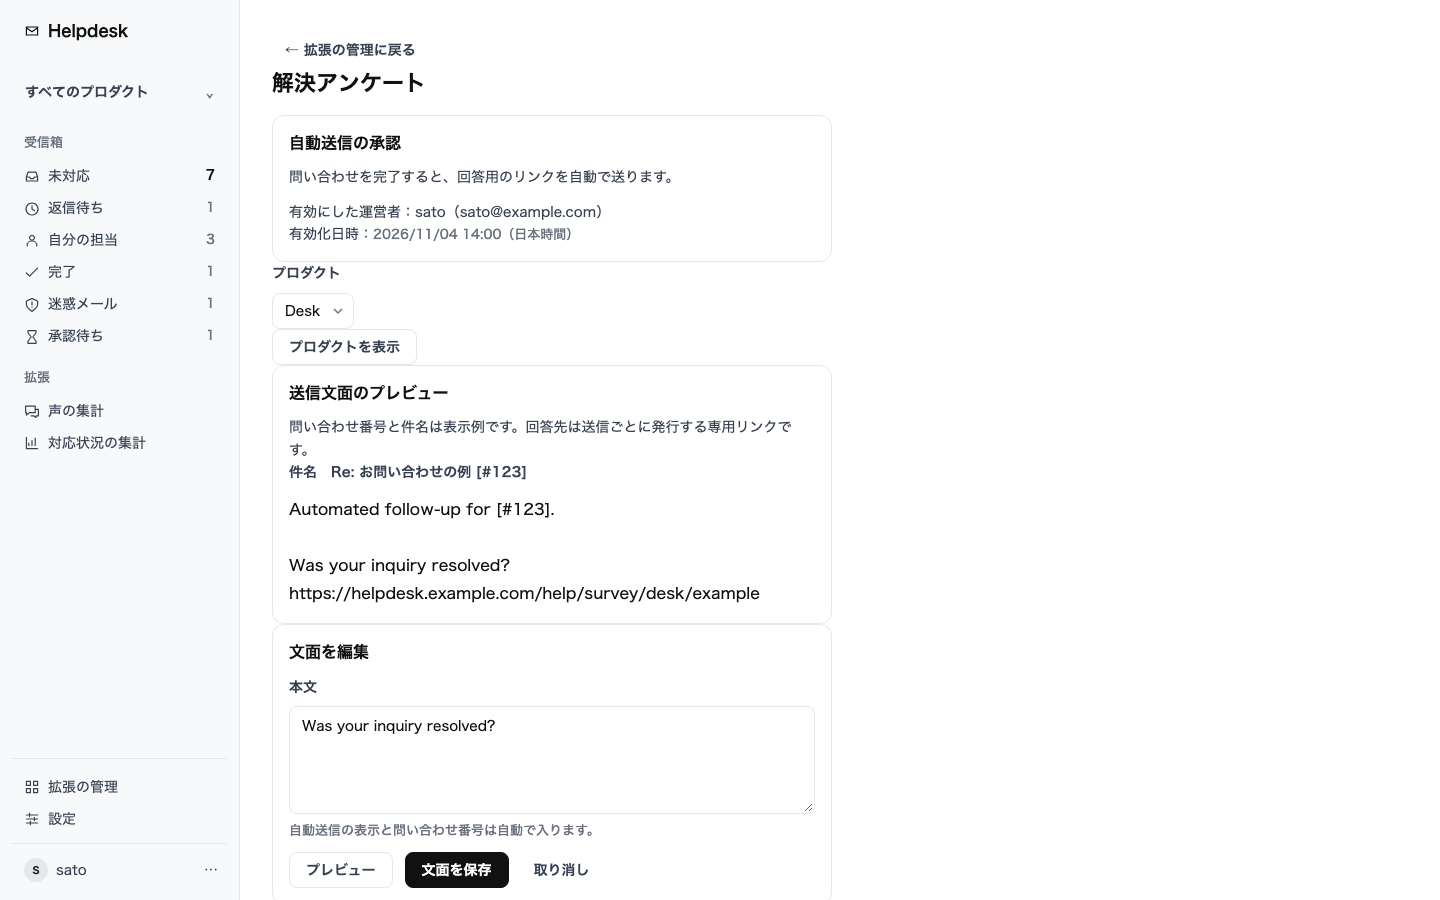 Helpdesk
すべてのプロダクト
受信箱
未対応 7
返信待ち 1
自分の担当 3
完了 1
迷惑メール 1
承認待ち 1
拡張
声の集計
対応状況の集計
拡張の管理
設定
S sato ...
← 拡張の管理に戻る
解決アンケート
自動送信の承認
問い合わせを完了すると、回答用のリンクを自動で送ります。
有効にした運営者：sato（sato@example.com）
有効化日時：2026/11/04 14:00（日本時間）
プロダクト
Desk
プロダクトを表示
送信文面のプレビュー
問い合わせ番号と件名は表示例です。回答先は送信ごとに発行する専用リンクで
す。
件名　Re: お問い合わせの例 [#123]
Automated follow-up for [#123].
Was your inquiry resolved?
https://helpdesk.example.com/help/survey/desk/example
文面を編集
本文
Was your inquiry resolved?
自動送信の表示と問い合わせ番号は自動で入ります。
プレビュー 文面を保存 取り消し